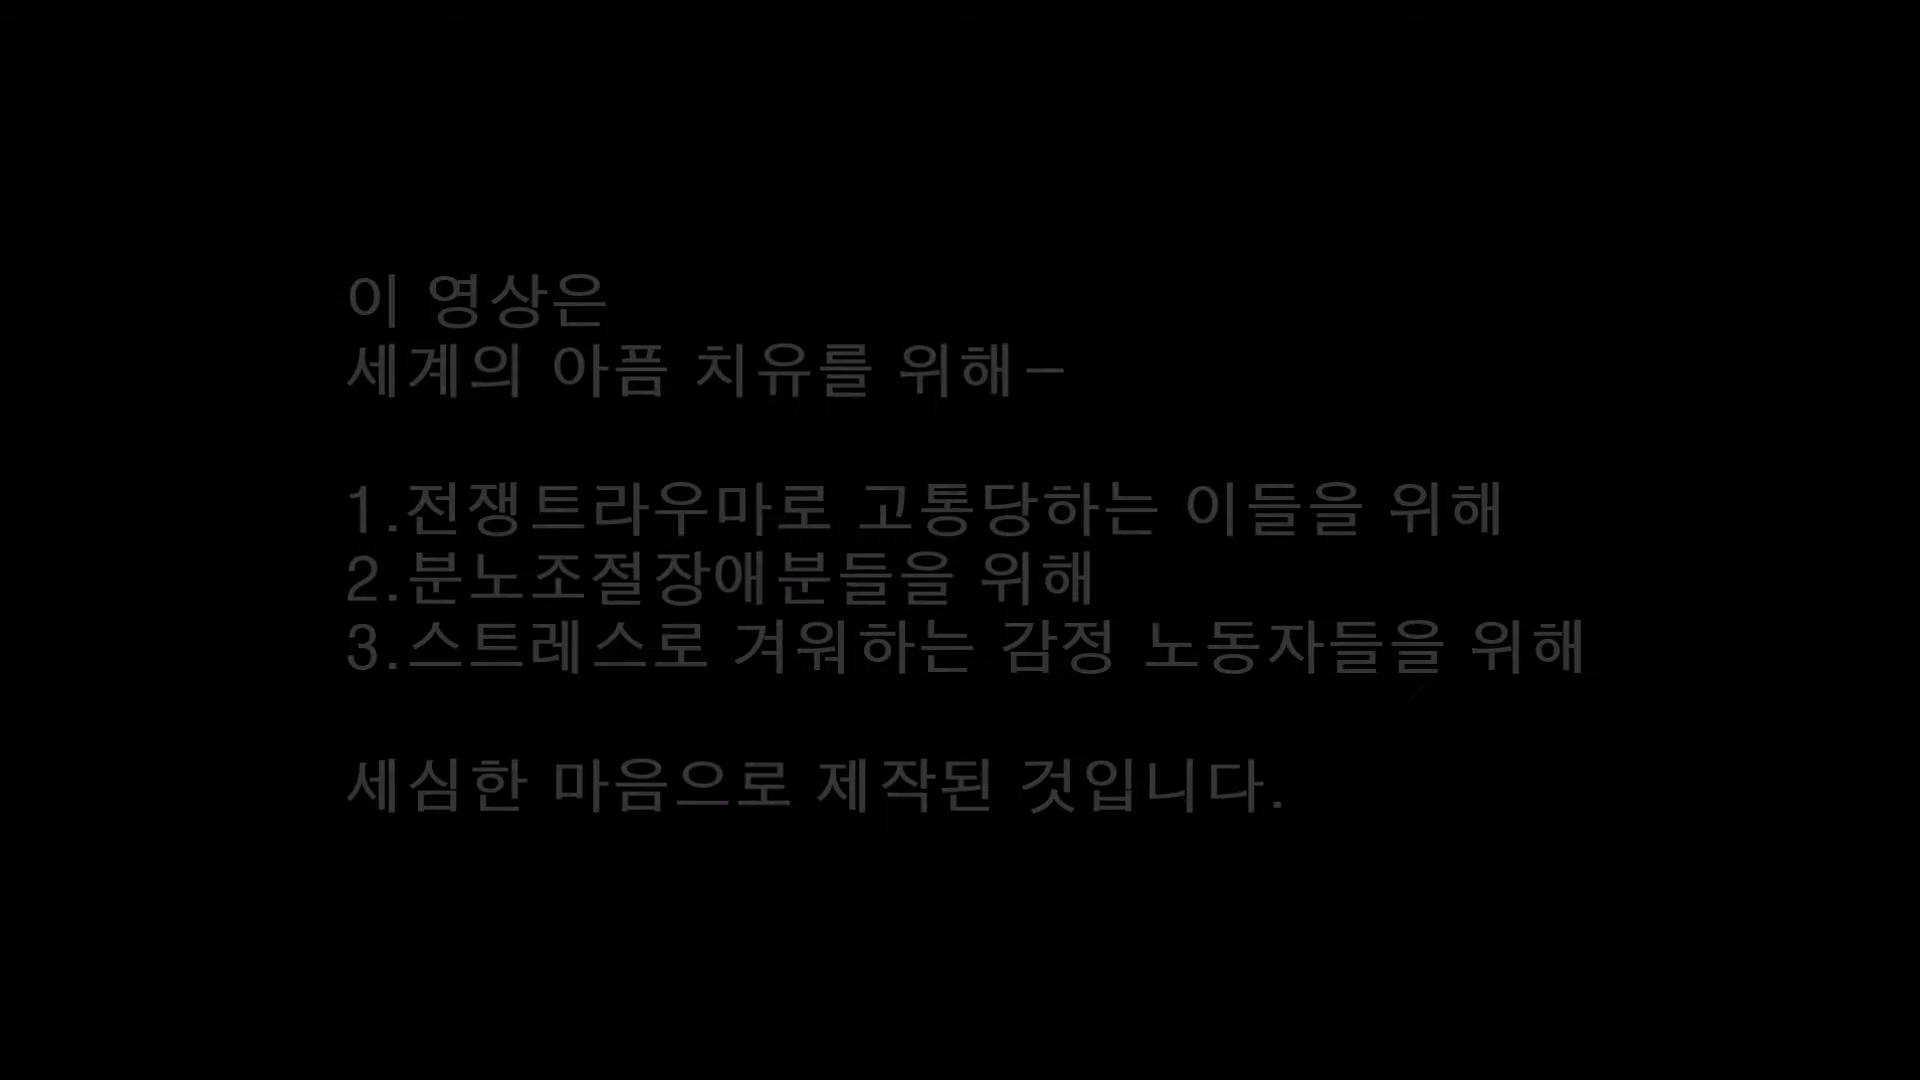 이 영상은
세계의 아픔 치유를 위해-
1.전쟁트라우마로 고통당하는 이들을 위해
2.분노조절장애분들을 위해
3.스트레스로 겨워하는 감정 노동자들을 위해
세심한 마음으로 제작된 것입니다.